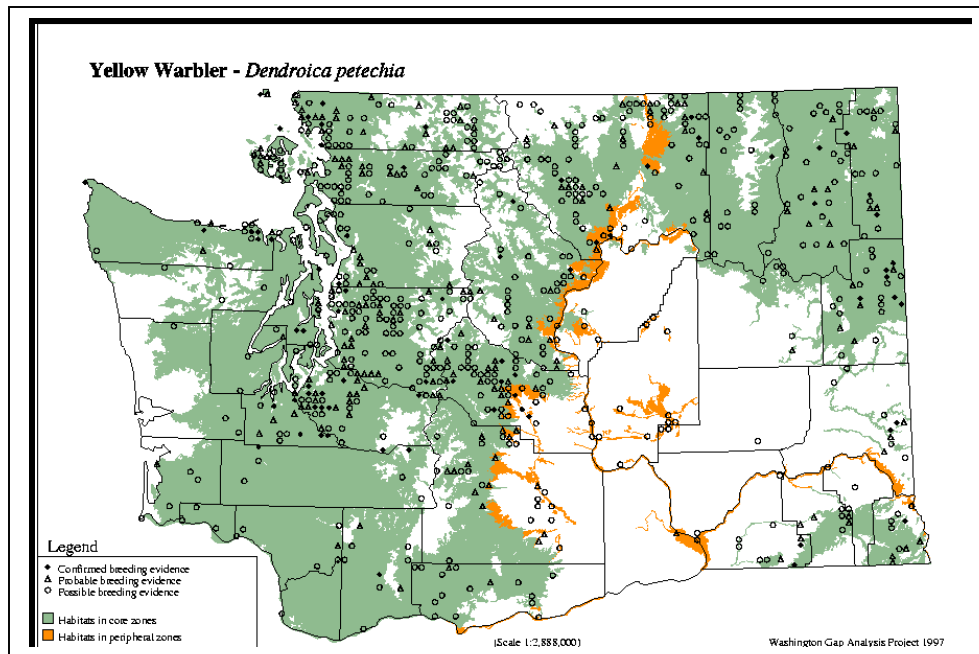 Yellow Warbler - Dendroica petechia
Legend
Confirmed breeding evidence
Probable breeding evidence
Possible breeding evidence
Habitats in core zones
Habitats in peripheral zones
(Scale 1:2,888,000)
Washington Gap Analysis Project 1997